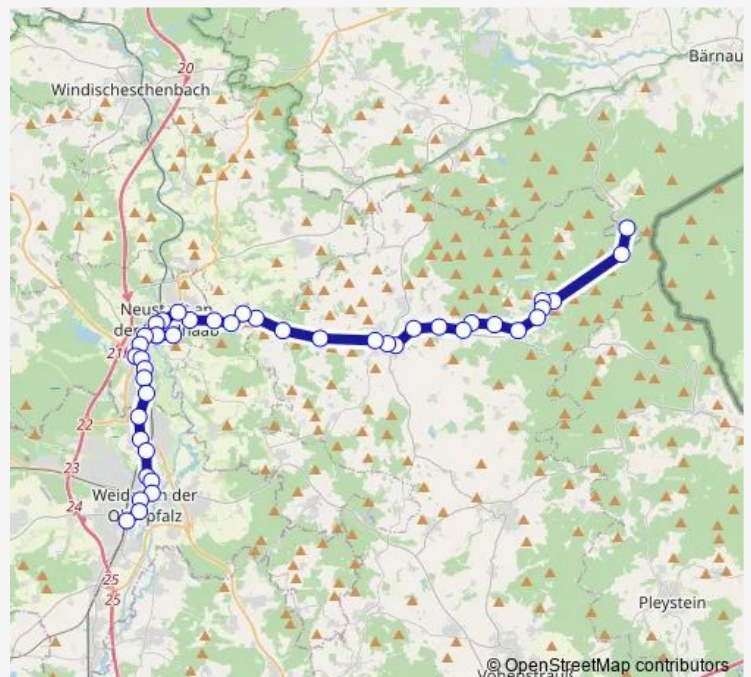 Bärnau
20
Windischeschenbach
Neustadt an
der Waldnaab
21
22
23
24
Weiden in der
Oberpfalz
25
25
Pleystein
© OpenStreetMap contributors
Vohenstrauß